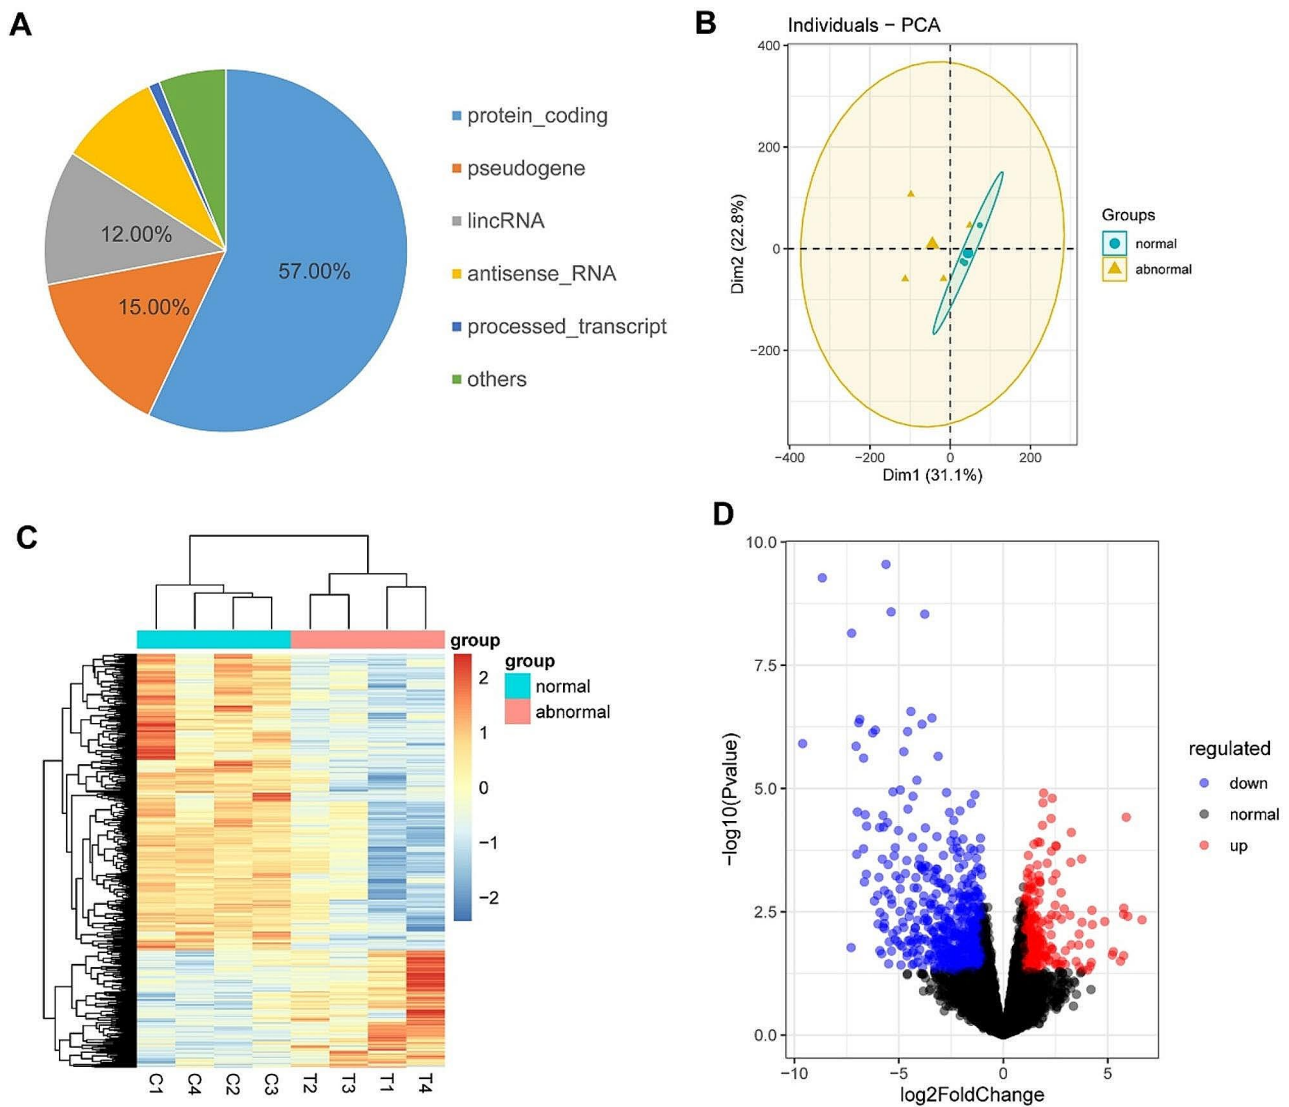 A
57.00%
15.00%
12.00%
protein_coding
pseudogene
lincRNA
antisense_RNA
processed_transcript
others
B
Individuals − PCA
400
200
0
−200
−400
−200
0
200
Dim2 (22.8%)
Dim1 (31.1%)
Groups
normal
abnormal
C
group
2
1
0
−1
−2
group
normal
abnormal
C1
C4
C2
C3
T2
T3
T1
T4
D
10.0
7.5
5.0
2.5
0.0
−10
−5
0
5
−log10(Pvalue)
log2FoldChange
regulated
down
normal
up